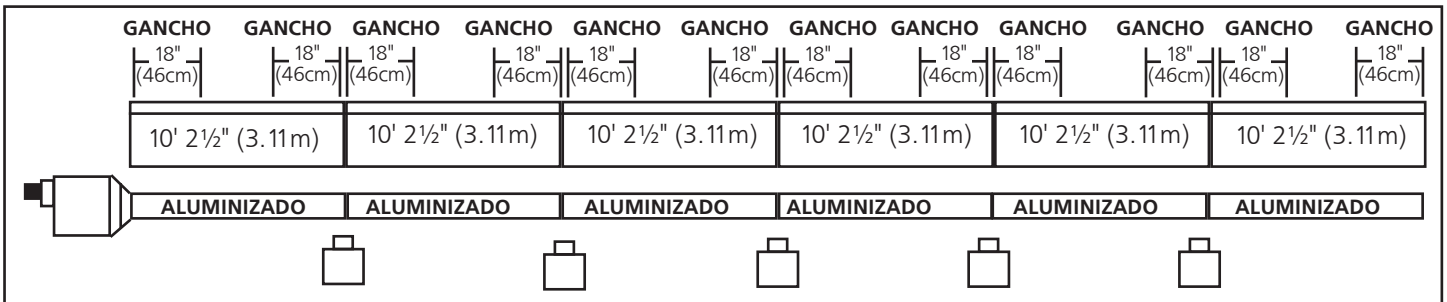 GANCHO GANCHO GANCHO GANCHO GANCHO GANCHO GANCHO GANCHO GANCHO GANCHO GANCHO GANCHO
18" 18" 18" 18" 18" 18" 18" 18" 18" 18" 18" 18"
(46cm) (46cm) (46cm) (46cm) (46cm) (46cm) (46cm) (46cm) (46cm) (46cm) (46cm) (46cm)
10' 2½" (3.11m) 10' 2½" (3.11m) 10' 2½" (3.11m) 10' 2½" (3.11m) 10' 2½" (3.11m) 10' 2½" (3.11m)
ALUMINIZADO ALUMINIZADO ALUMINIZADO ALUMINIZADO ALUMINIZADO ALUMINIZADO